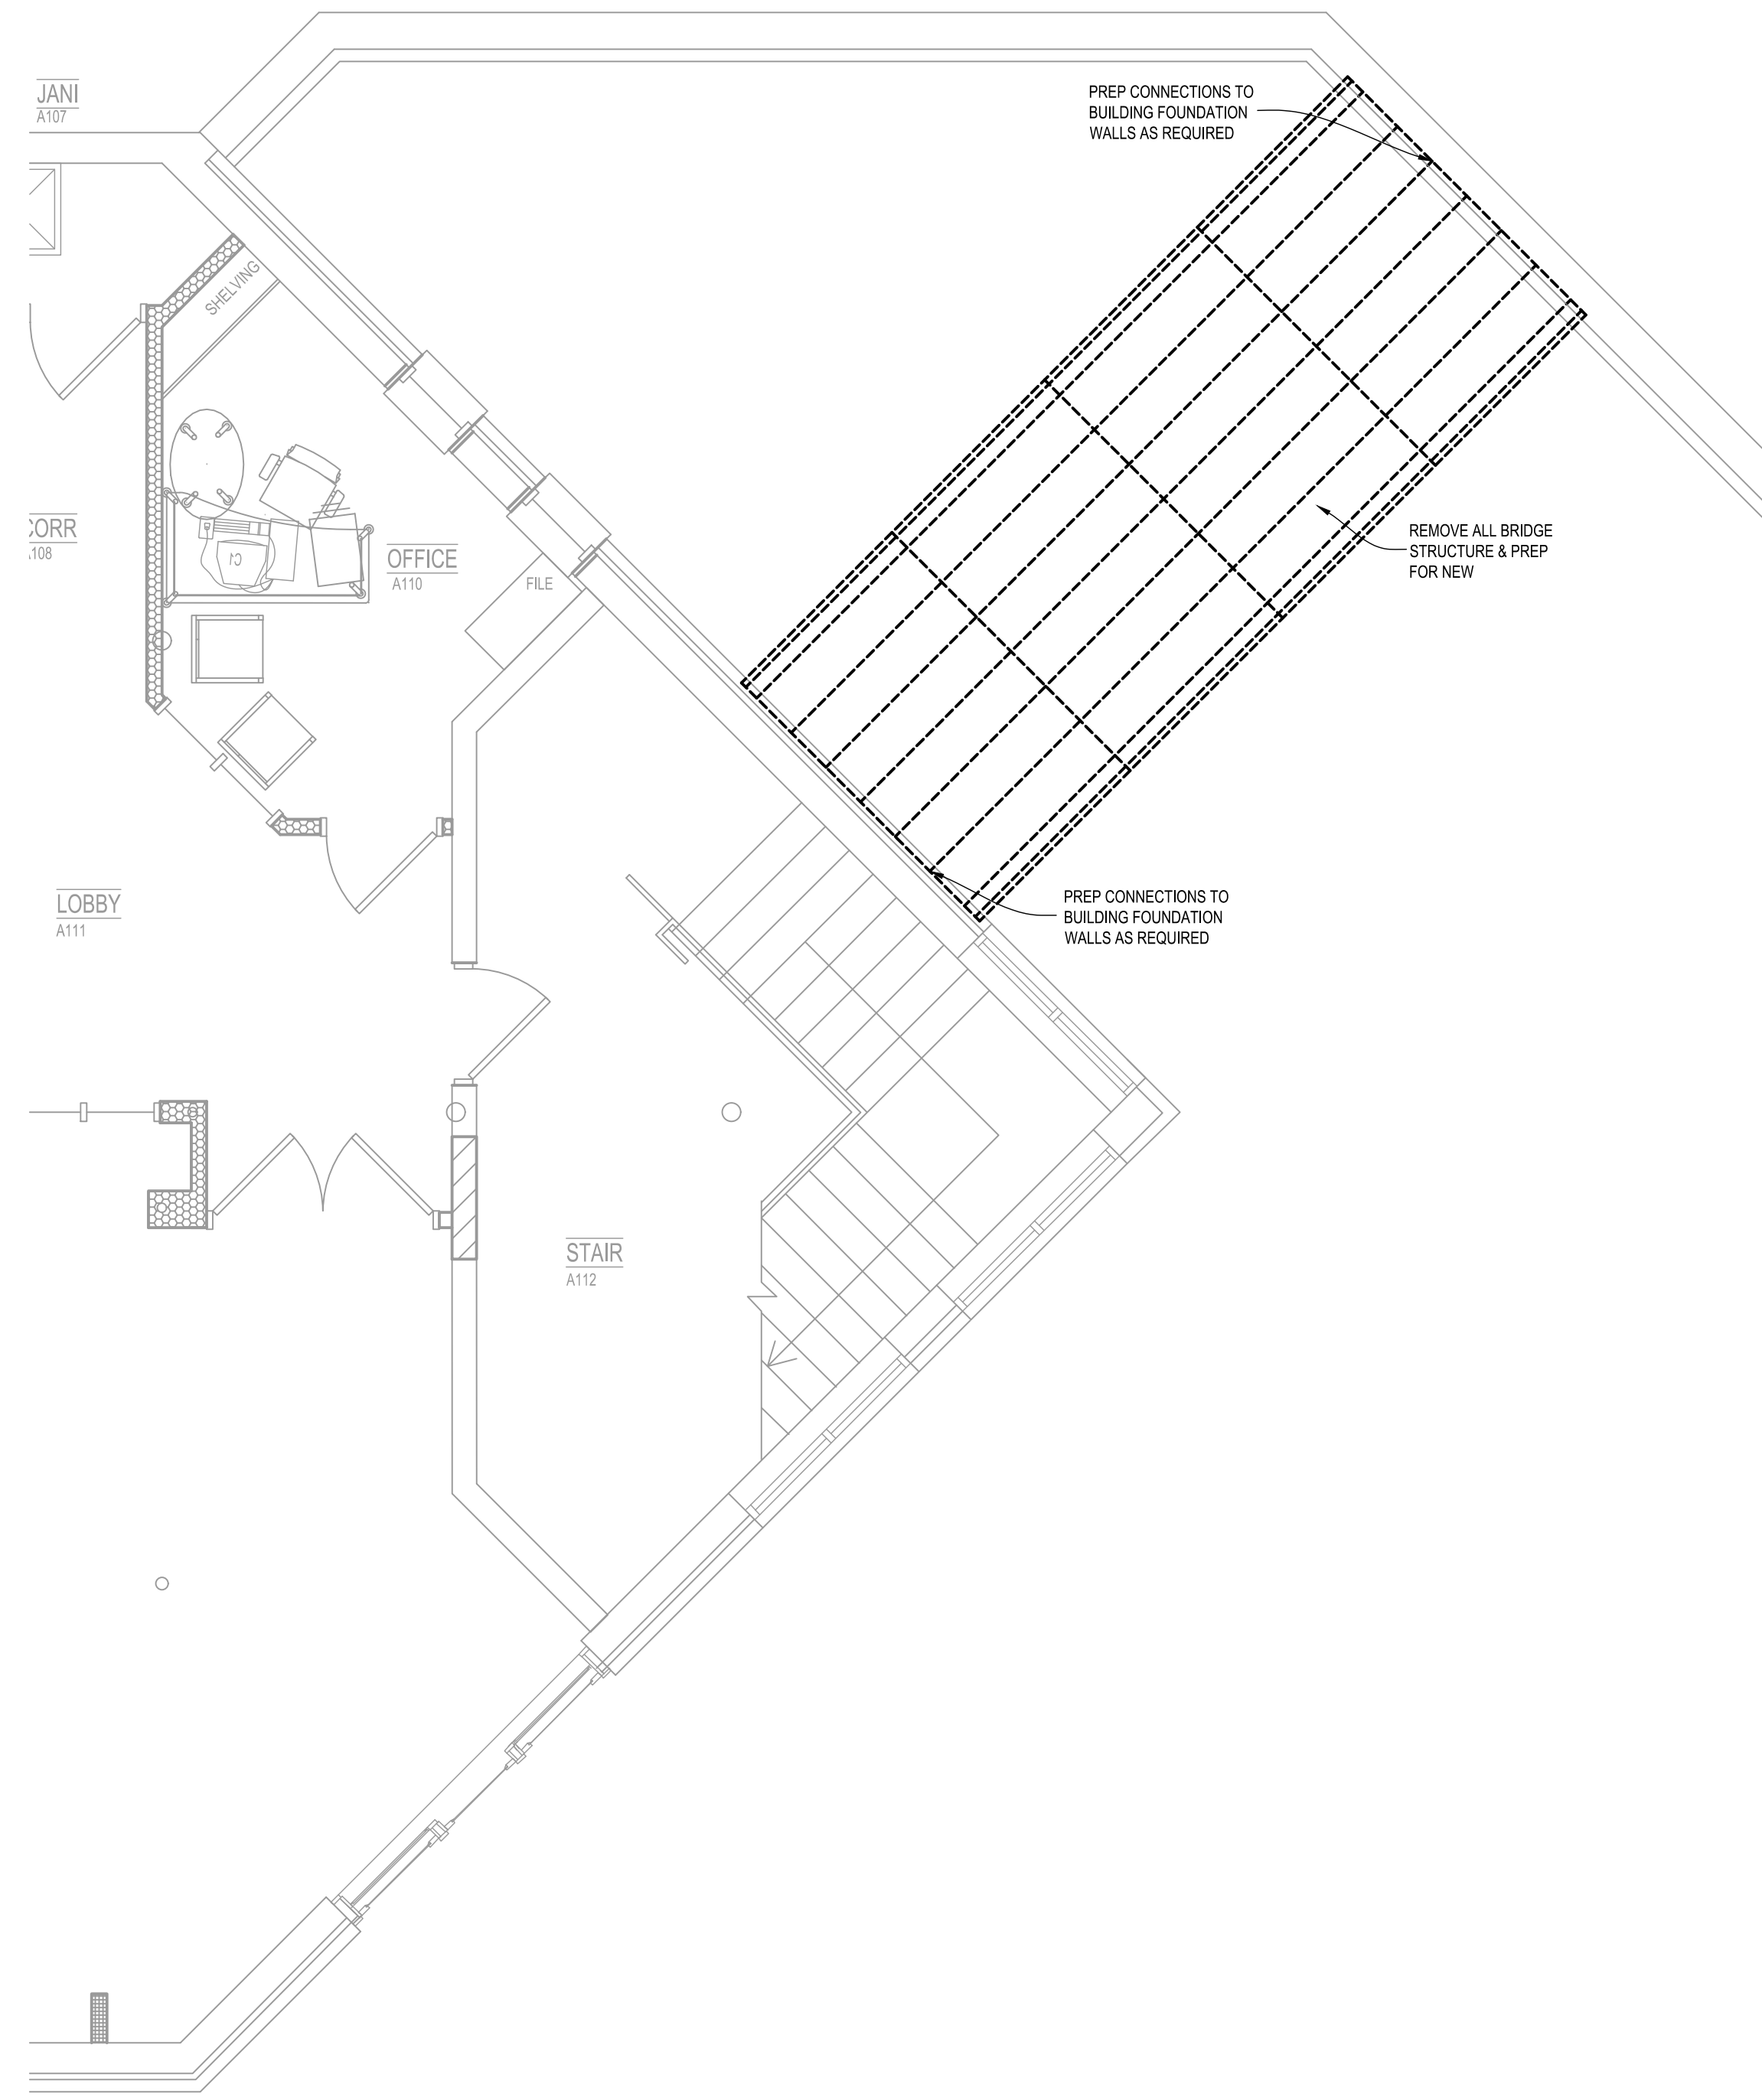 JANI
A107
PREP CONNECTIONS TO
BUILDING FOUNDATION
WALLS AS REQUIRED
SHELVING
CORR
A108
OFFICE
A110
FILE
C1
REMOVE ALL BRIDGE
STRUCTURE & PREP
FOR NEW
LOBBY
A111
PREP CONNECTIONS TO
BUILDING FOUNDATION
WALLS AS REQUIRED
STAIR
A112